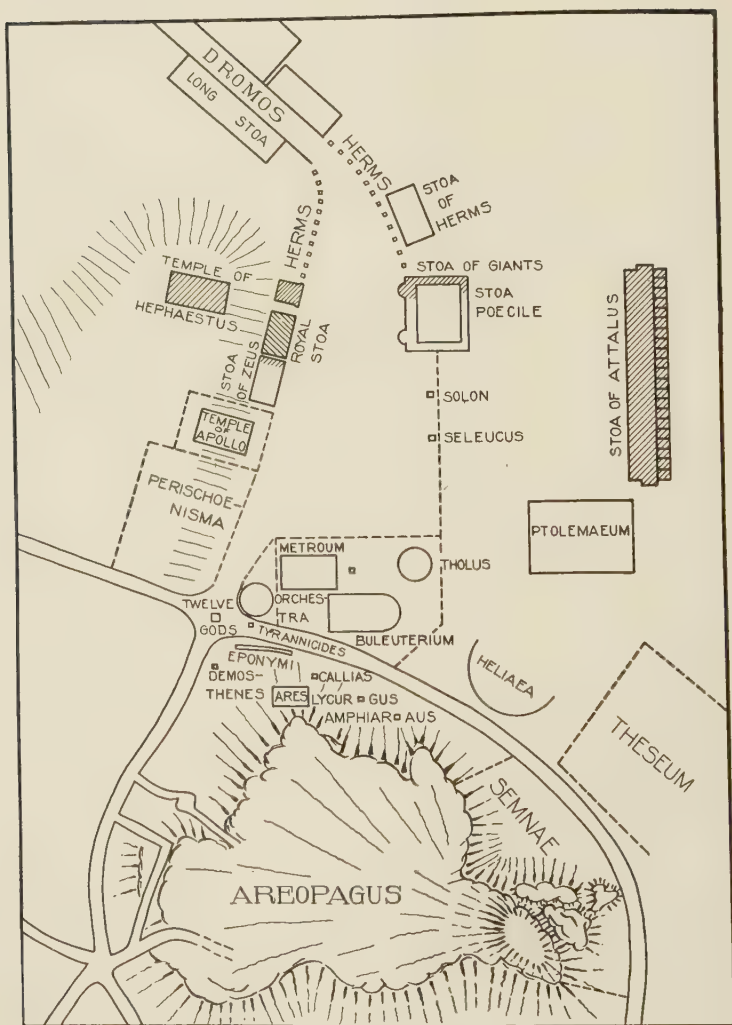 DROMOS
LONG STOA
HERMS
STOA
OF
HERMS
HERMS
TEMPLE OF
HEPHAESTUS
STOA OF GIANTS
STOA
POECILE
ROYAL
STOA
STOA
OF ZEUS
STOA OF ATTALUS
SOLON
TEMPLE
OF
APOLLO
SELEUCUS
PERISCHOE-
NISMA
PTOLEMAEUM
METROUM
THOLUS
TWELVE
GODS
ORCHES-
TRA
BULEUTERIUM
TYRANNICIDES
EPONYMI
HELIAEA
DEMOS-
THENES
CALLIAS
ARES
LYCUR GUS
AMPHIAR AUS
THESEUM
SEMNAE
AREOPAGUS